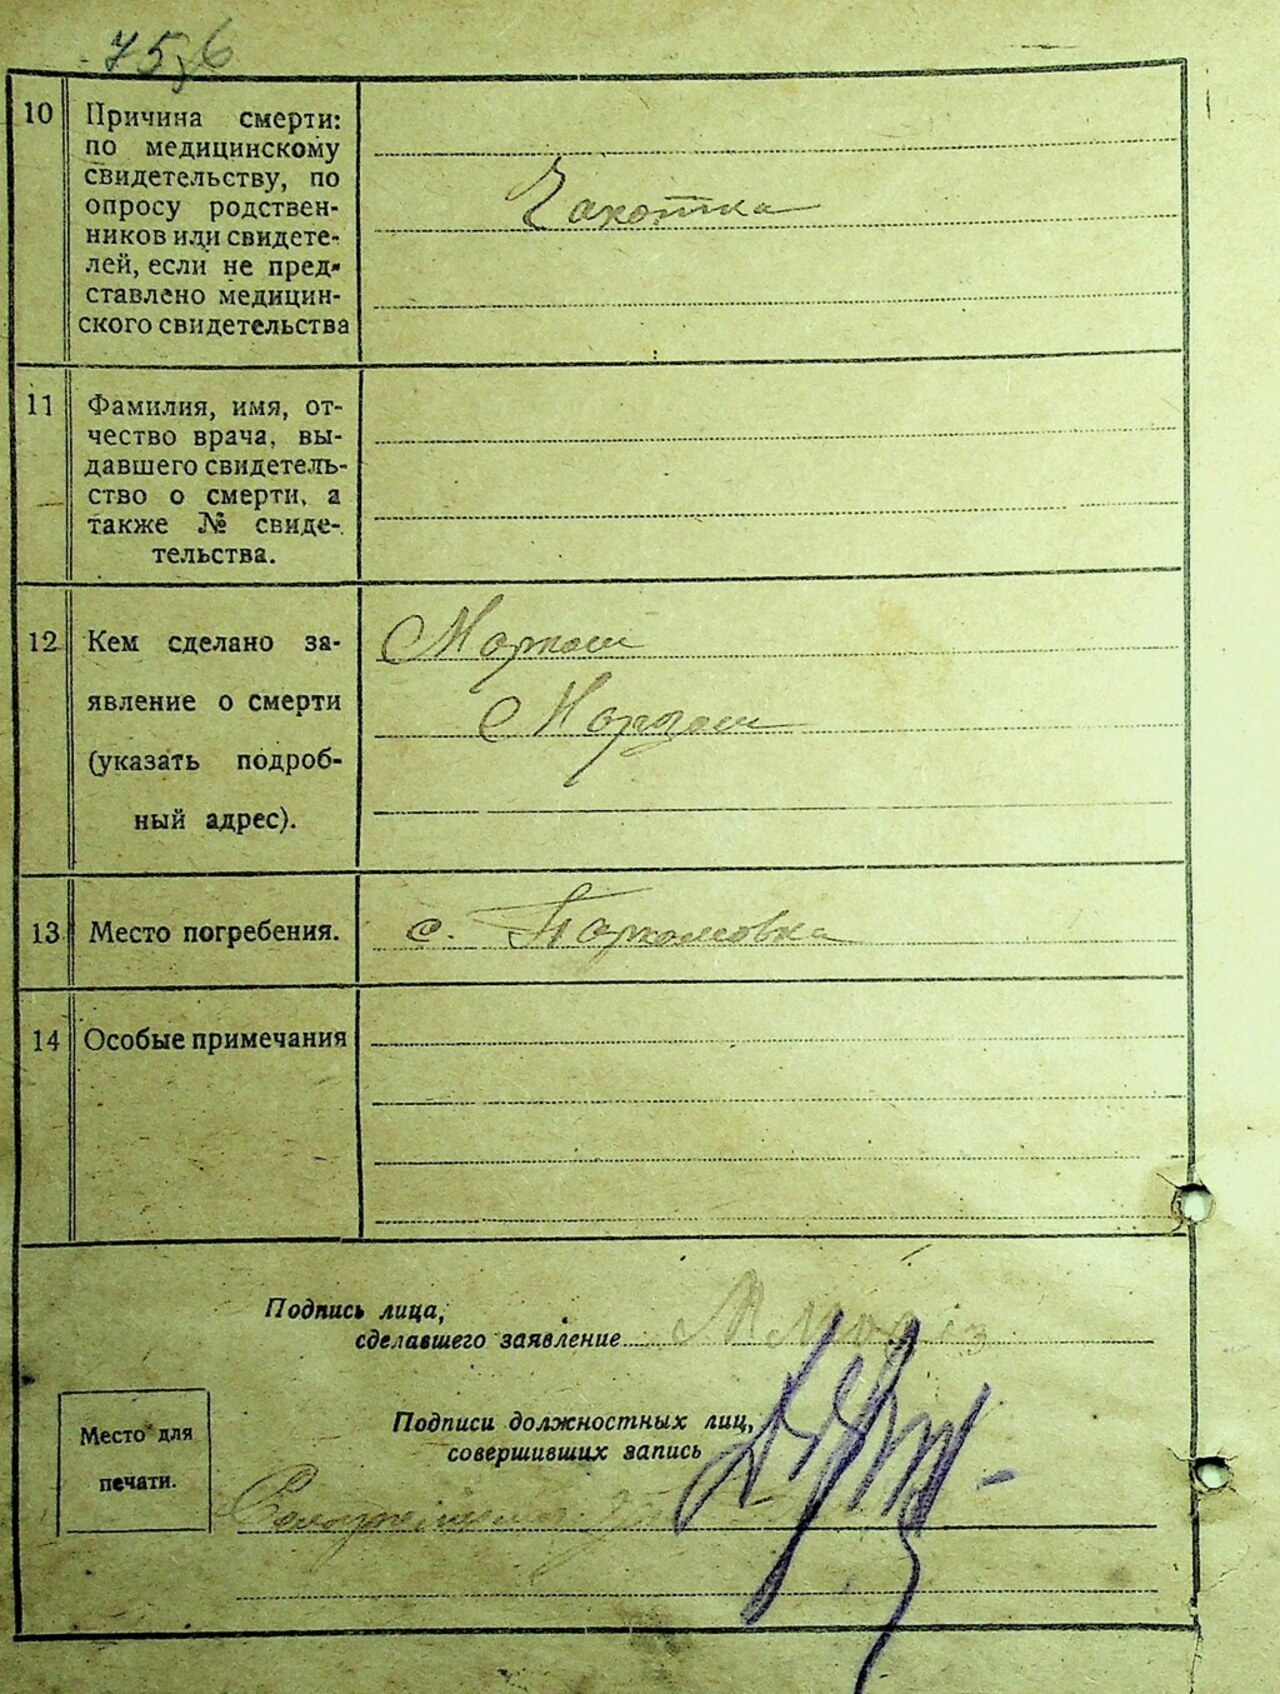 75 6
10 Причина смерти:
по медицинскому
свидетельству, по
опросу родствен-
ников или свидете-
лей, если не пред-
ставлено медицин-
ского свидетельства
Чахотка
11 Фамилия, имя, от-
чество врача, вы-
давшего свидетель-
ство о смерти, а
также № свиде-
тельства.
12 Кем сделано за-
явление о смерти
(указать подроб-
ный адрес).
13 Место погребения.
с. Пархомовка
14 Особые примечания
Подпись лица,
сделавшего заявление
Место для
печати.
Подписи должностных лиц,
совершивших запись